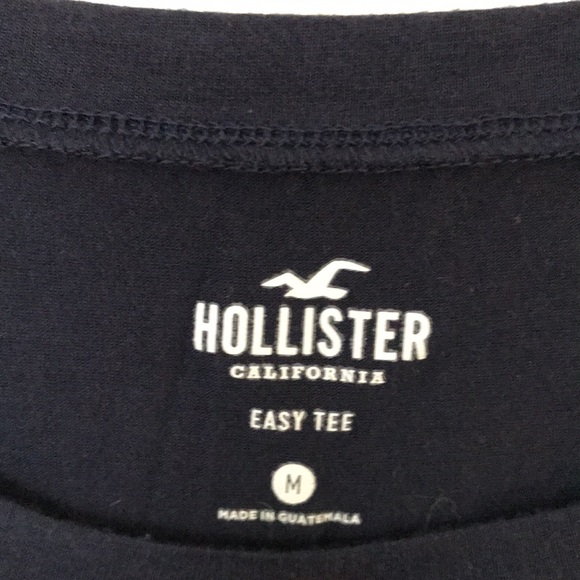 HOLLISTER
CALIFORNIA
EASY TEE
M
MADE IN GUATEMALA